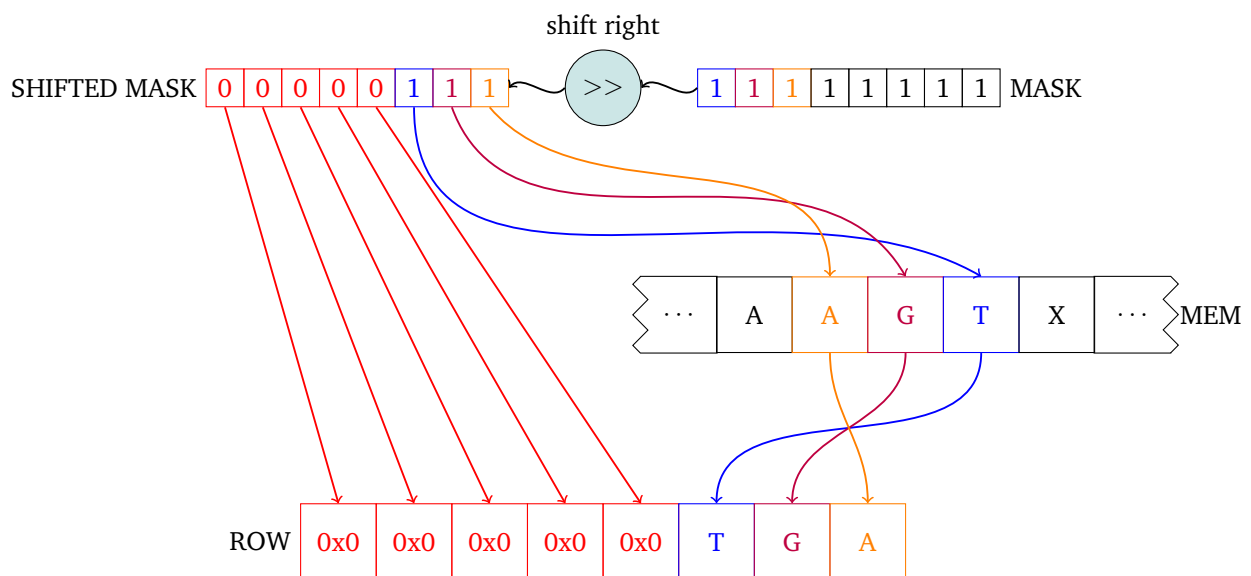 shift right
SHIFTED MASK 0 0 0 0 0 1 1 1 >> 1 1 1 1 1 1 1 1 MASK
··· A A G T X ··· MEM
ROW 0x0 0x0 0x0 0x0 0x0 T G A